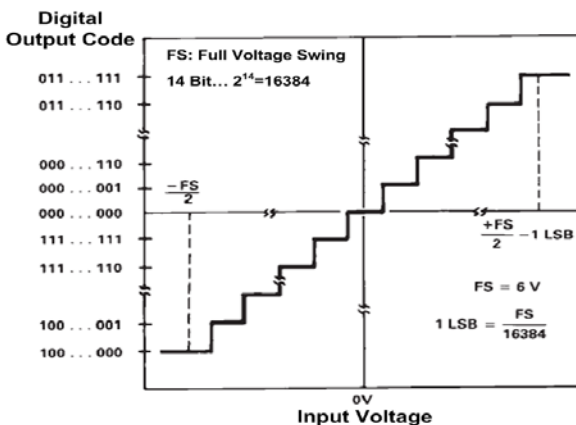 Digital
Output Code
FS: Full Voltage Swing
14 Bit... 2¹⁴=16384
011 ... 111
011 ... 110
000 ... 110
000 ... 001
000 ... 000
111 ... 111
111 ... 110
100 ... 001
100 ... 000
−FS
2
+FS
2
− 1 LSB
FS = 6 V
1 LSB = FS
16384
0V
Input Voltage